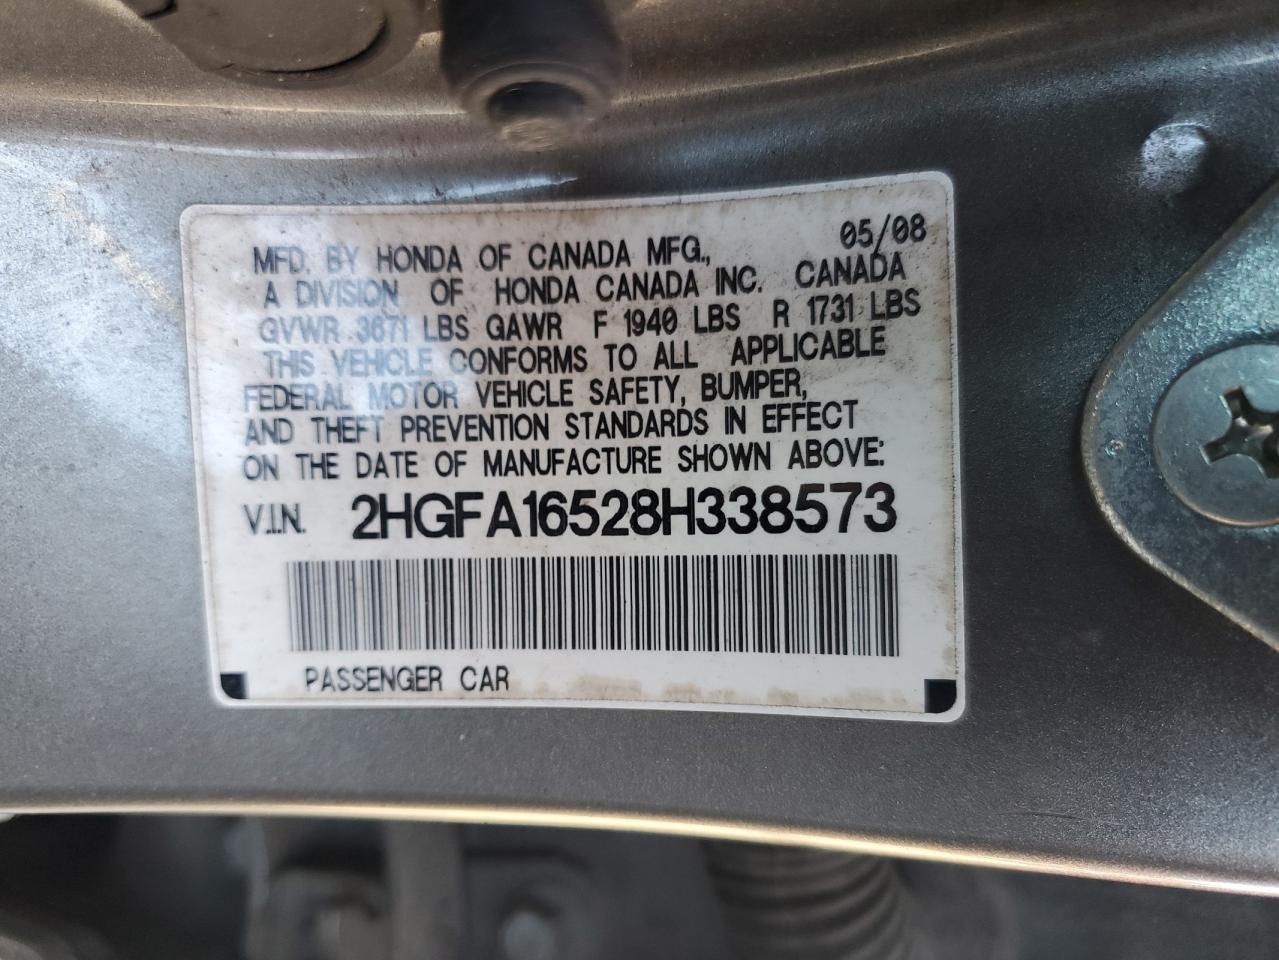 05/08
MFD. BY HONDA OF CANADA MFG.,
A DIVISION OF HONDA CANADA INC. CANADA
GVWR 3671 LBS GAWR F 1940 LBS R 1731 LBS
THIS VEHICLE CONFORMS TO ALL APPLICABLE
FEDERAL MOTOR VEHICLE SAFETY, BUMPER,
AND THEFT PREVENTION STANDARDS IN EFFECT
ON THE DATE OF MANUFACTURE SHOWN ABOVE:
V.I.N. 2HGFA16528H338573
PASSENGER CAR